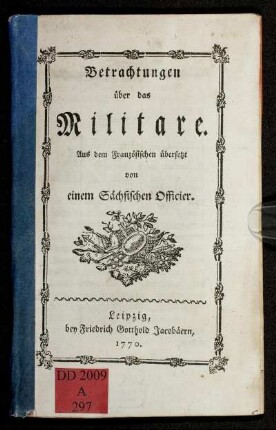 Betrachtungen
über das
Militare.
Aus dem Französischen übersetzt
von
einem Sächsischen Officier.
Leipzig,
bey Friedrich Gotthold Jacobäern,
1770.
DD 2009
A
297